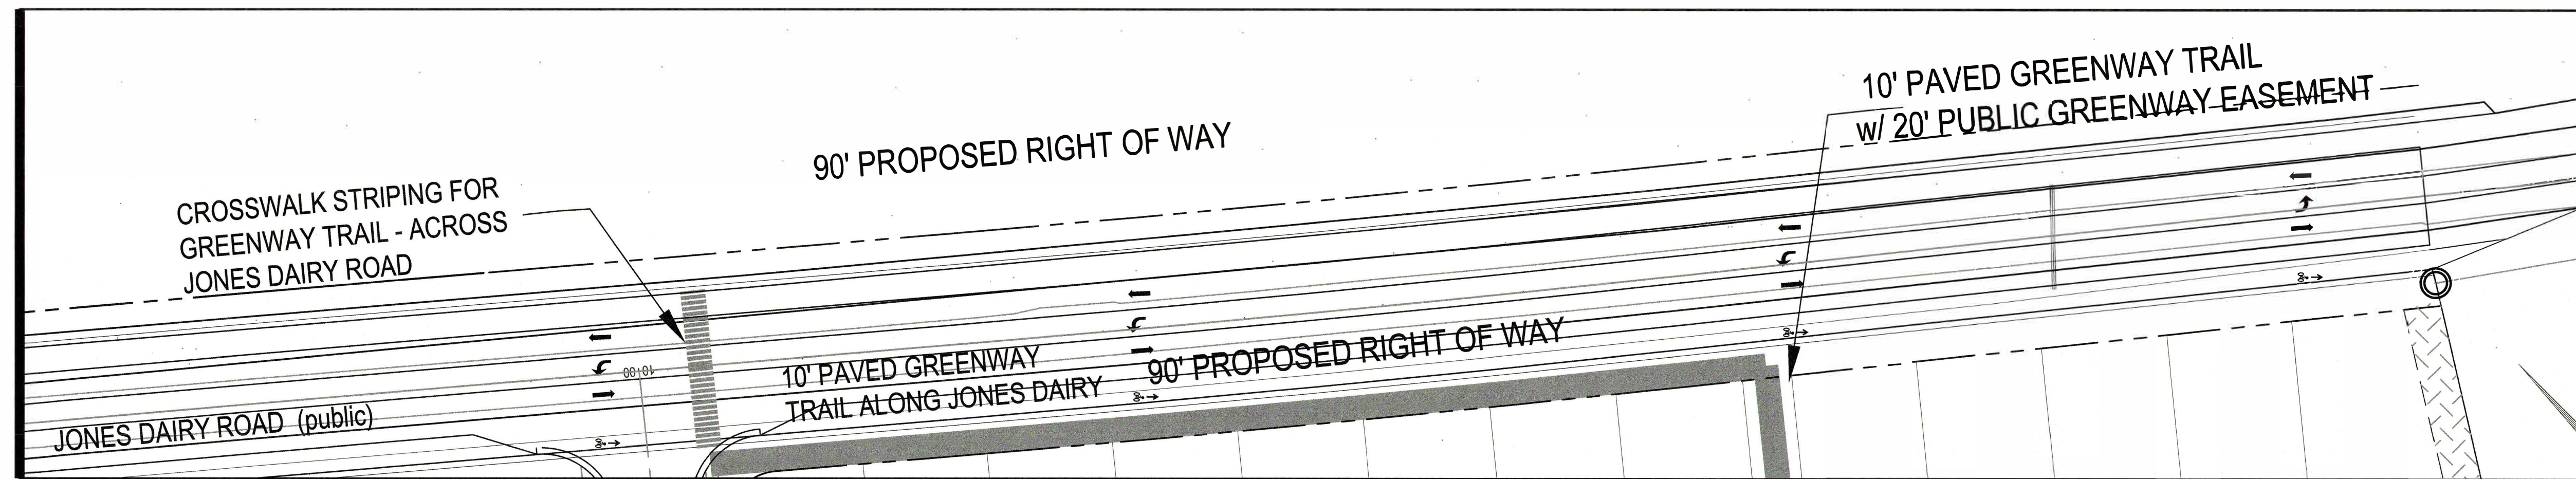 10' PAVED GREENWAY TRAIL
w/ 20' PUBLIC GREENWAY EASEMENT
90' PROPOSED RIGHT OF WAY
CROSSWALK STRIPING FOR
GREENWAY TRAIL - ACROSS
JONES DAIRY ROAD
10+00
10' PAVED GREENWAY
TRAIL ALONG JONES DAIRY
90' PROPOSED RIGHT OF WAY
JONES DAIRY ROAD (public)